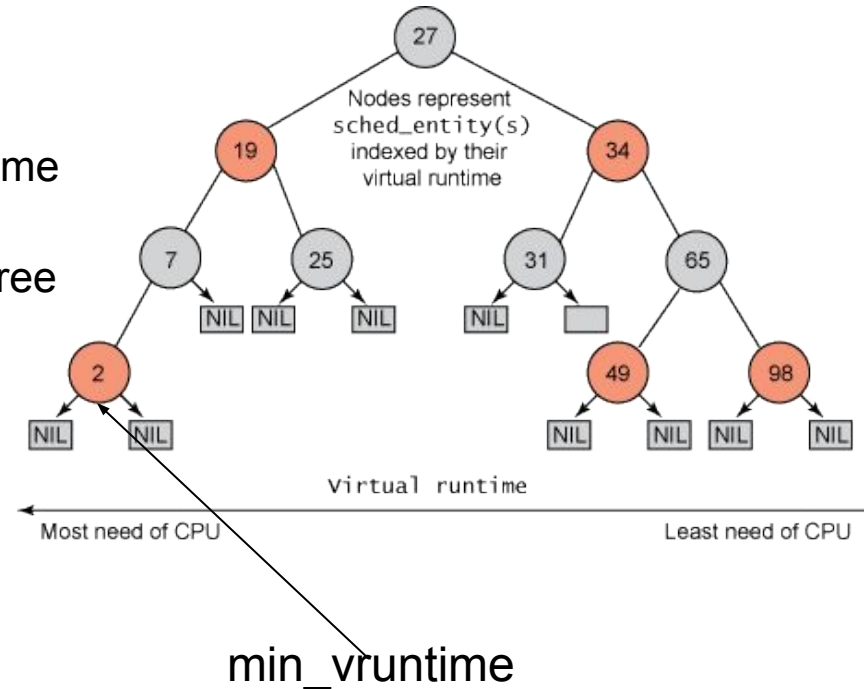 27
Nodes represent
sched_entity(s)
indexed by their
virtual runtime
19
34
me
ree
7
25
31
65
NIL
NIL
NIL
NIL
2
49
98
NIL
NIL
NIL
NIL
NIL
NIL
Virtual runtime
Most need of CPU
Least need of CPU
min_vruntime